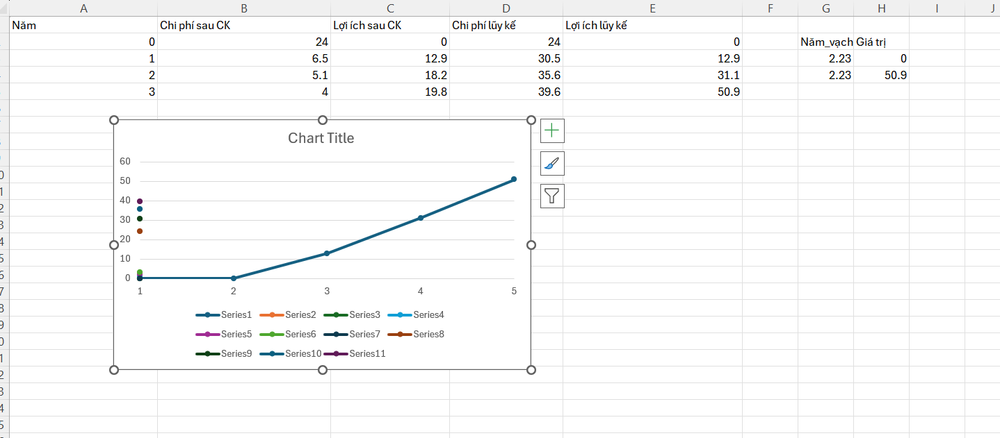 A B C D E F G H I J
Năm Chi phí sau CK Lợi ích sau CK Chi phí lũy kế Lợi ích lũy kế
0 24 0 24 0 Năm_vạch Giá trị
1 6.5 12.9 30.5 12.9 2.23 0
2 5.1 18.2 35.6 31.1 2.23 50.9
3 4 19.8 39.6 50.9
Chart Title
60
50
40
30
20
10
0
1 2 3 4 5
Series1 Series2 Series3 Series4
Series5 Series6 Series7 Series8
Series9 Series10 Series11